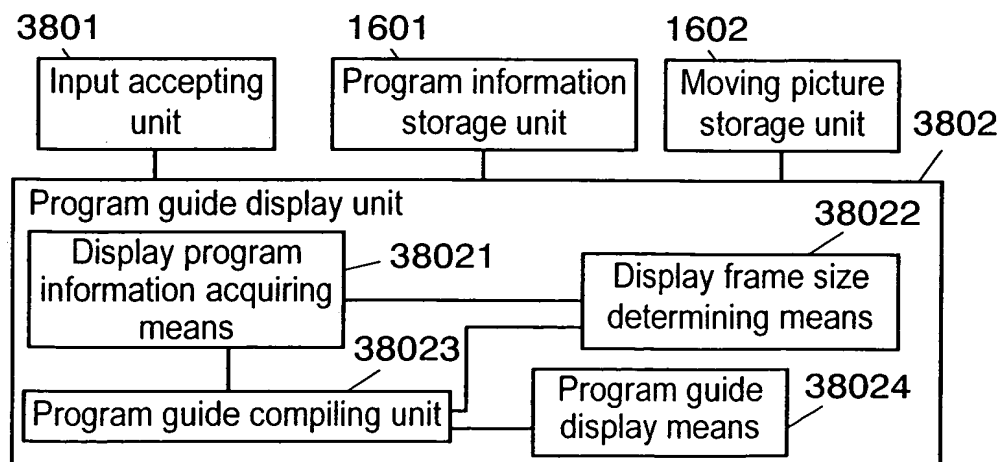 3801
1601
1602
Input accepting
unit
Program information
storage unit
Moving picture
storage unit
3802
Program guide display unit
38022
Display program
information acquiring
means
38021
Display frame size
determining means
38023
Program guide compiling unit
Program guide
display means
38024